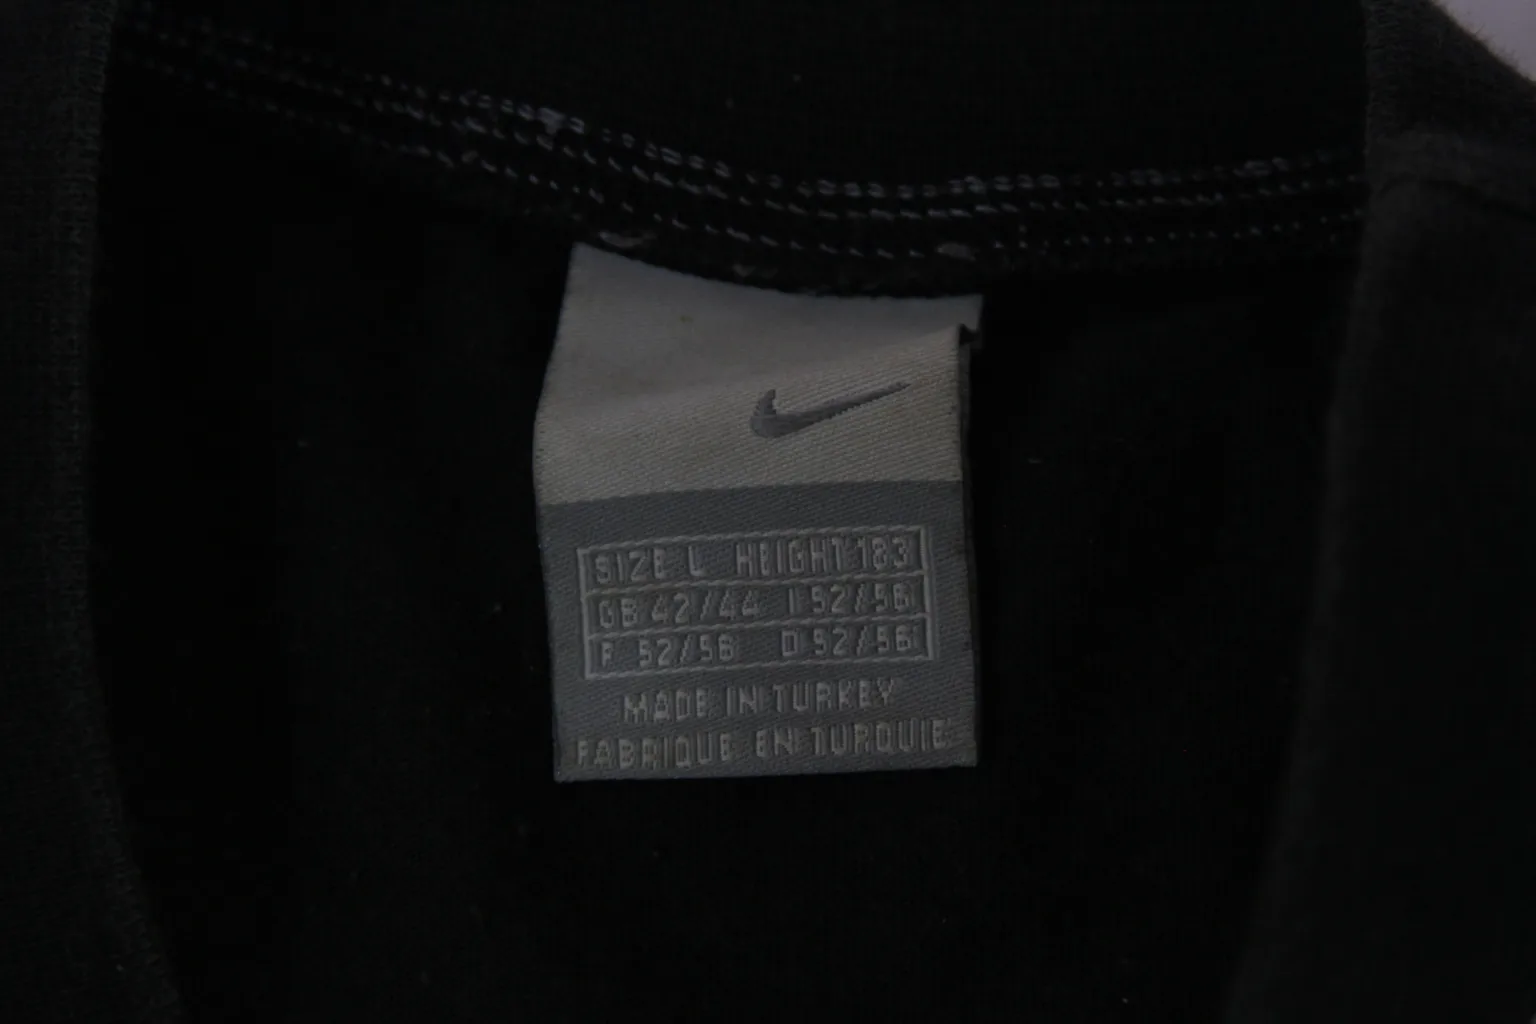 SIZE L HEIGHT 183
GB 42/44 I 52/56
F 52/56 D 52/56
MADE IN TURKEY
FABRIQUE EN TURQUIE